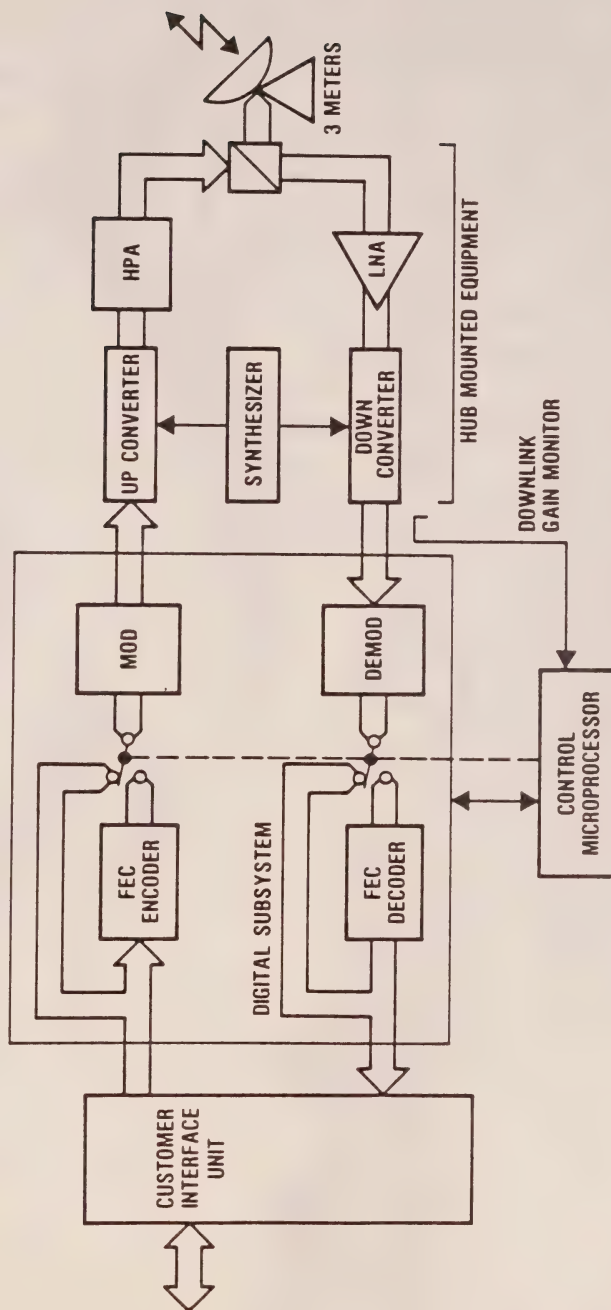 CUSTOMER
INTERFACE
UNIT
FEC
ENCODER
MOD
UP CONVERTER
HPA
3 METERS
SYNTHESIZER
DIGITAL SUBSYSTEM
FEC
DECODER
DEMOD
DOWN
CONVERTER
LNA
HUB MOUNTED EQUIPMENT
DOWNLINK
GAIN MONITOR
CONTROL
MICROPROCESSOR